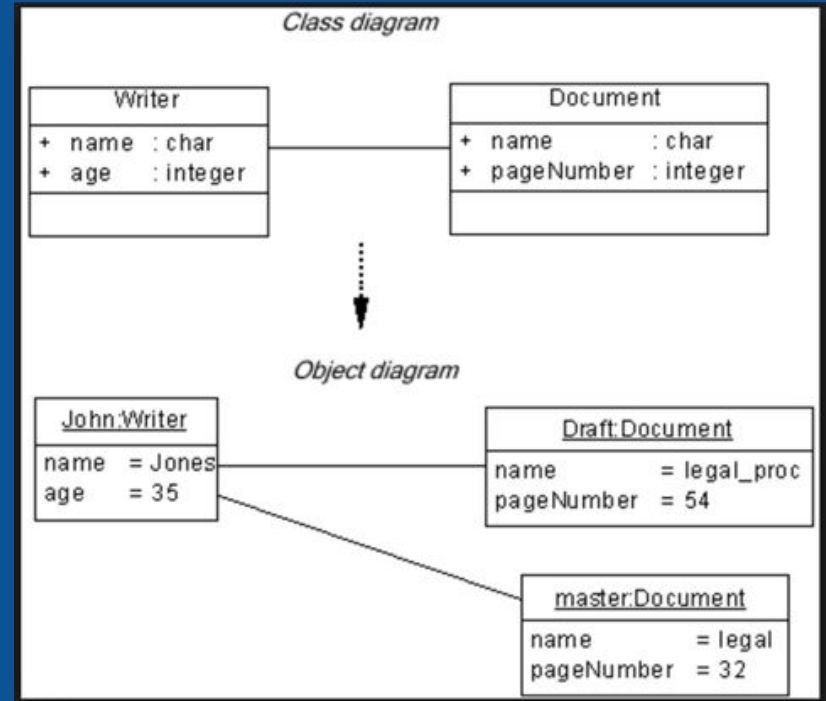 Class diagram
Writer
+ name : char
+ age : integer
Document
+ name : char
+ pageNumber : integer
Object diagram
John:Writer
name = Jones
age = 35
Draft:Document
name = legal_proc
pageNumber = 54
master:Document
name = legal
pageNumber = 32